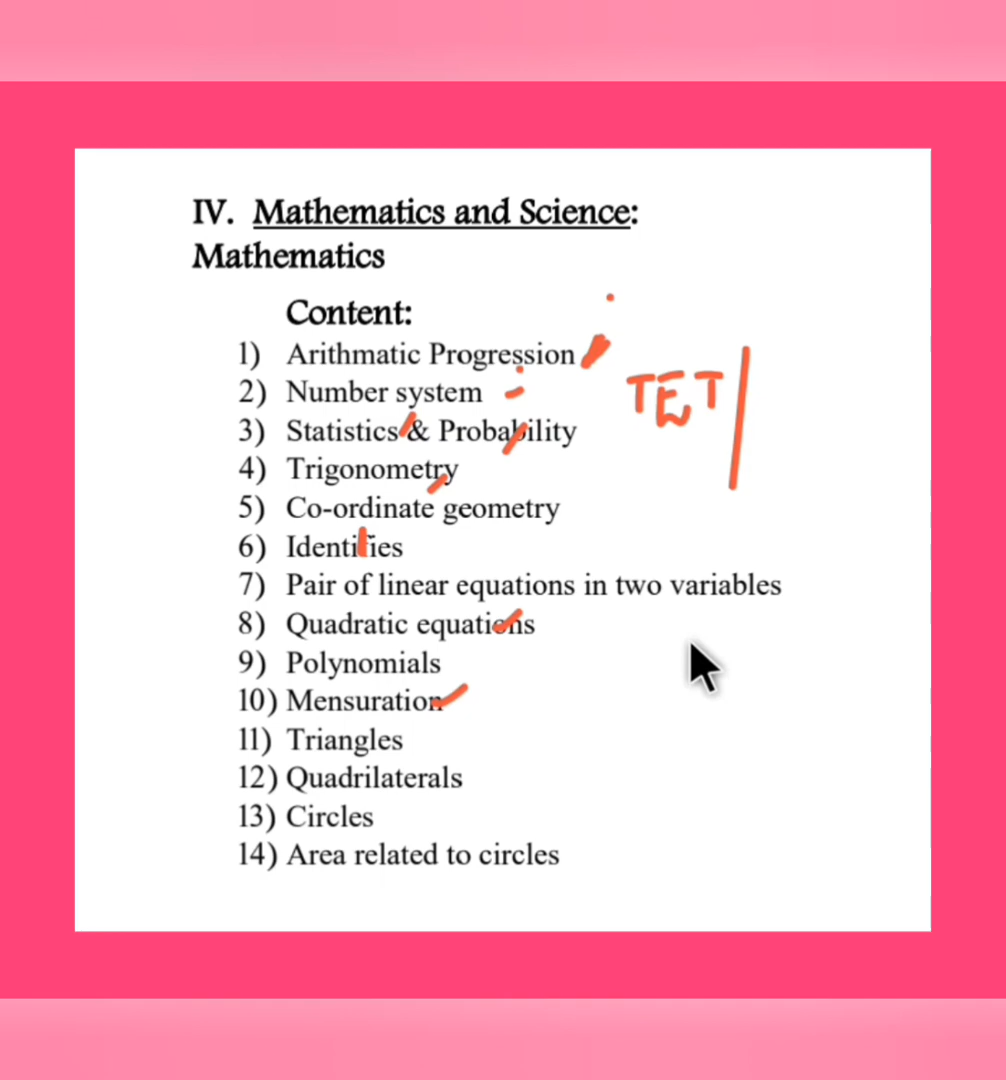 IV. Mathematics and Science:
Mathematics
Content:
1) Arithmatic Progression
2) Number system
TET
3) Statistics & Probability
4) Trigonometry
5) Co-ordinate geometry
6) Identities
7) Pair of linear equations in two variables
8) Quadratic equations
9) Polynomials
10) Mensuration
11) Triangles
12) Quadrilaterals
13) Circles
14) Area related to circles